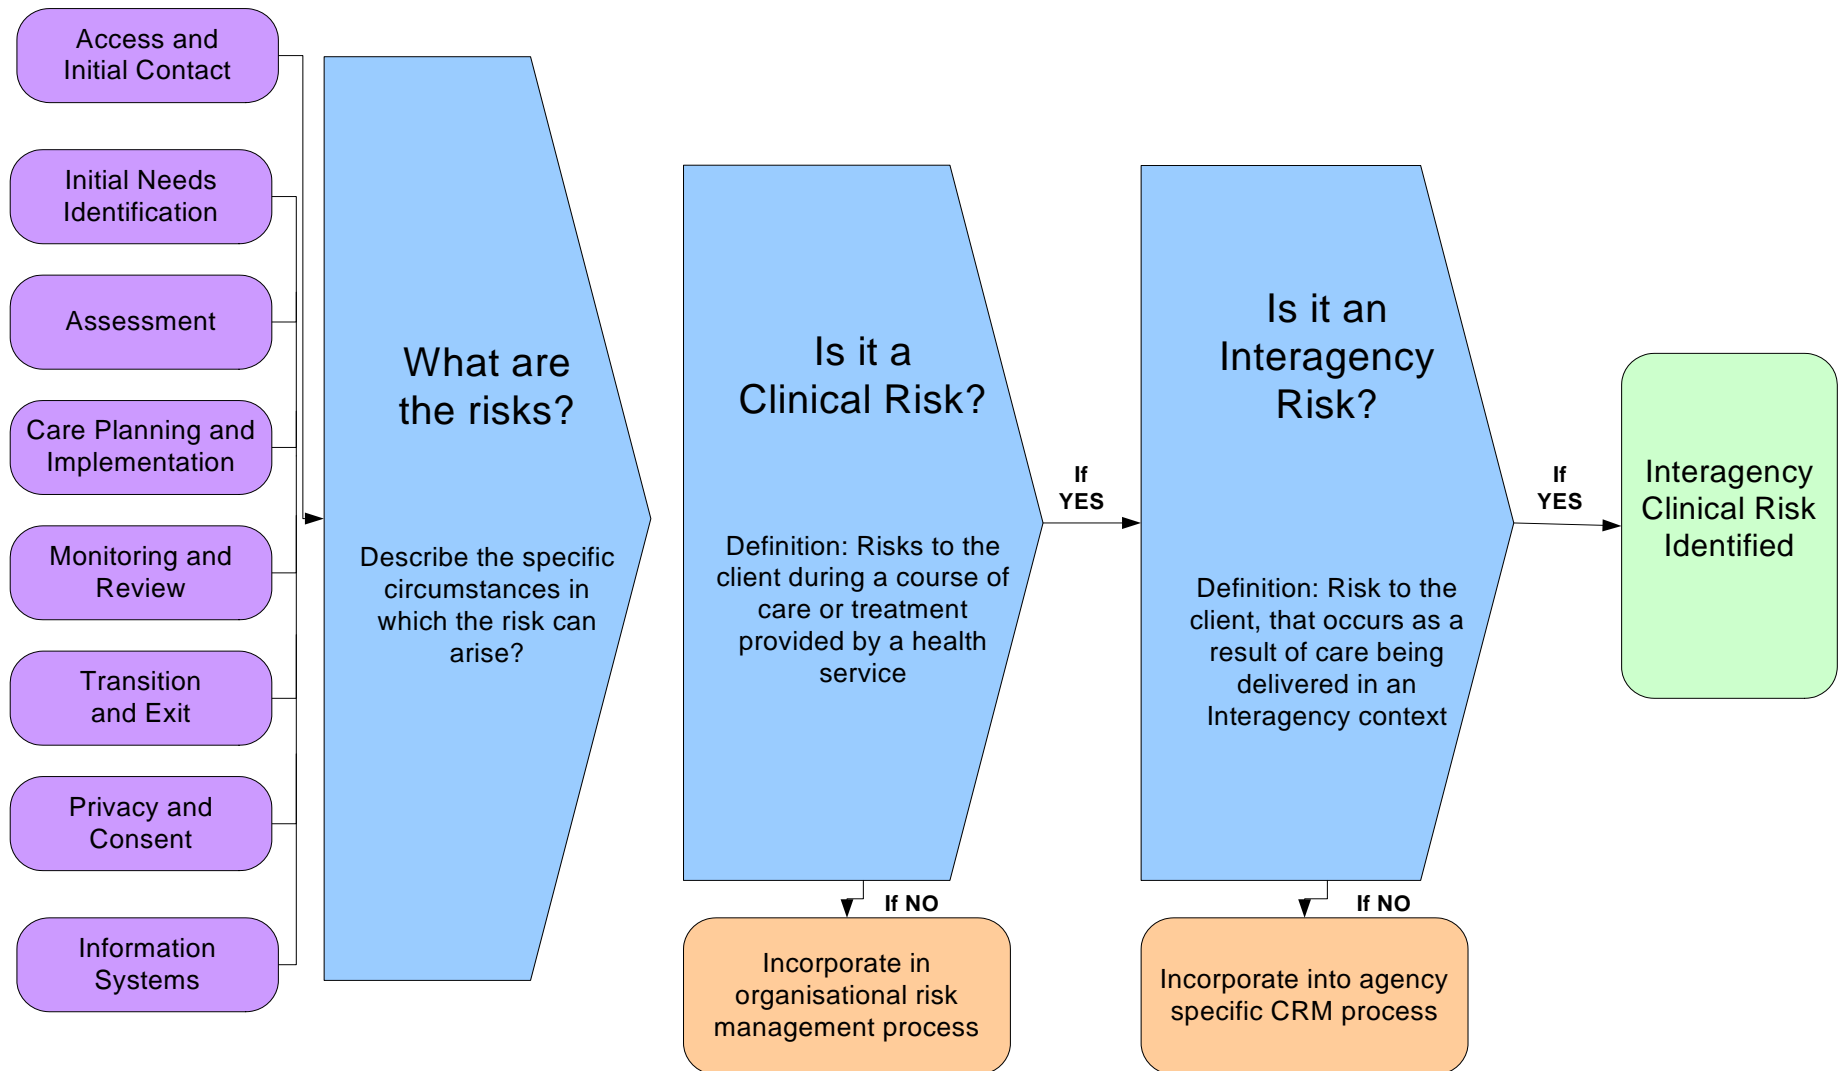 Access and
Initial Contact
Initial Needs
Identification
Assessment
Care Planning and
Implementation
Monitoring and
Review
Transition
and Exit
Privacy and
Consent
Information
Systems
What are
the risks?
Describe the specific
circumstances in
which the risk can
arise?
Is it a
Clinical Risk?
Definition: Risks to the
client during a course of
care or treatment
provided by a health
service
If
YES
If NO
Incorporate in
organisational risk
management process
Is it an
Interagency
Risk?
Definition: Risk to the
client, that occurs as a
result of care being
delivered in an
Interagency context
If
YES
If NO
Incorporate into agency
specific CRM process
Interagency
Clinical Risk
Identified